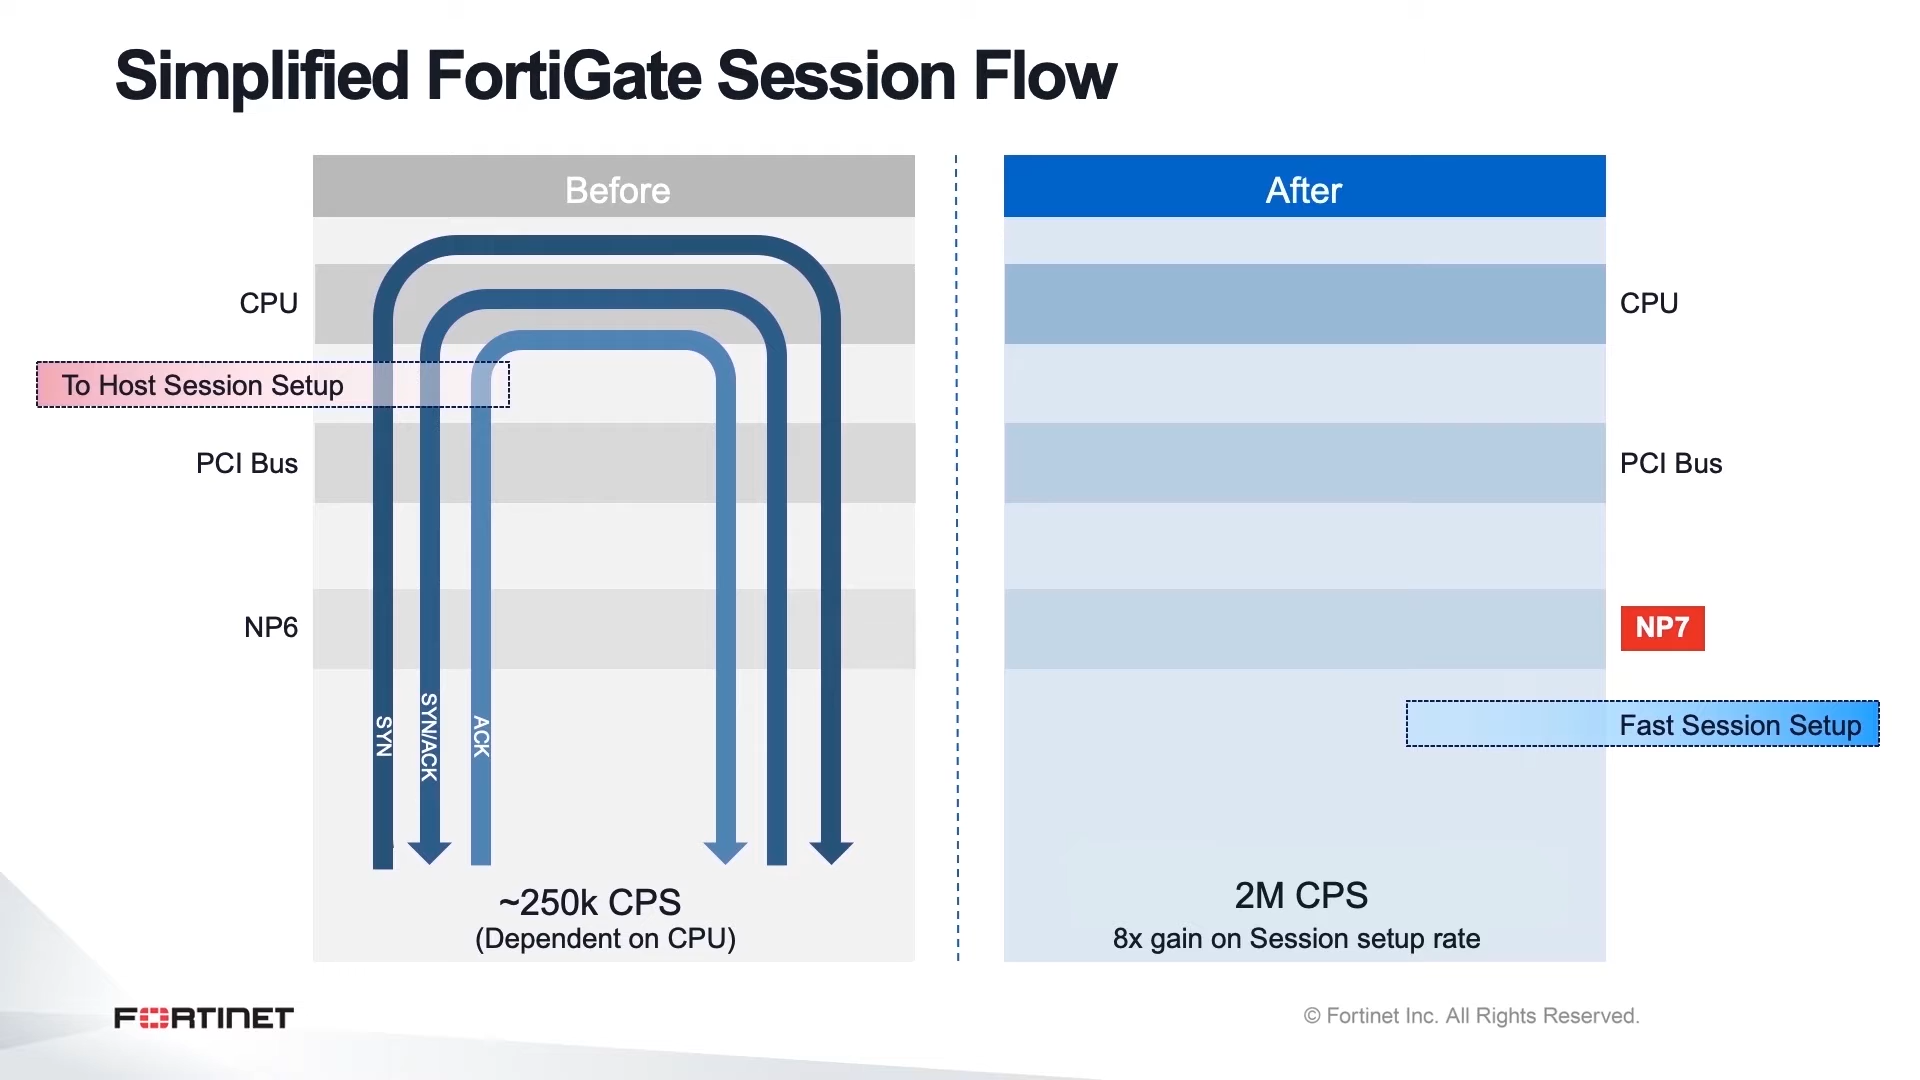 Simplified FortiGate Session Flow
Before
After
CPU
CPU
To Host Session Setup
PCI Bus
PCI Bus
NP6
NP7
SYN
SYN/ACK
ACK
Fast Session Setup
~250k CPS
(Dependent on CPU)
2M CPS
8x gain on Session setup rate
FORTINET
© Fortinet Inc. All Rights Reserved.